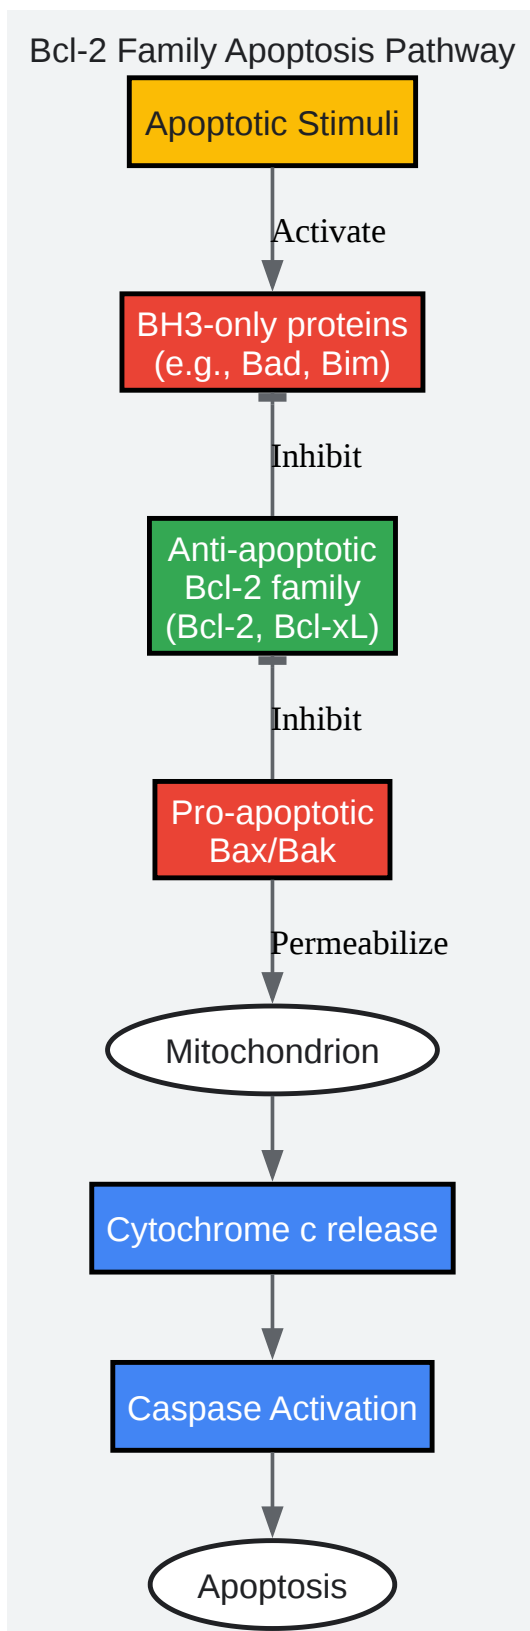 Bcl-2 Family Apoptosis Pathway
Apoptotic Stimuli
Activate
BH3-only proteins
(e.g., Bad, Bim)
Inhibit
Anti-apoptotic
Bcl-2 family
(Bcl-2, Bcl-xL)
Inhibit
Pro-apoptotic
Bax/Bak
Permeabilize
Mitochondrion
Cytochrome c release
Caspase Activation
Apoptosis